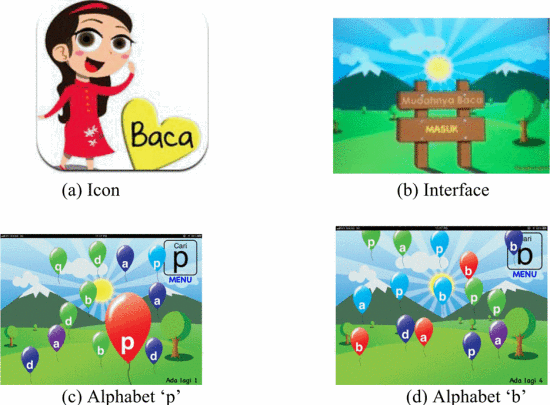 Baca
Mudahnya Baca
MASUK
(a) Icon
(b) Interface
Cari
p
MENU
q
d
a
p
b
a
d
a
b
p
d
d
Ada lagi 1
Cari
b
MENU
p
a
p
b
b
a
p
b
p
p
b
d
a
p
a
Ada lagi 4
(c) Alphabet ‘p’
(d) Alphabet ‘b’